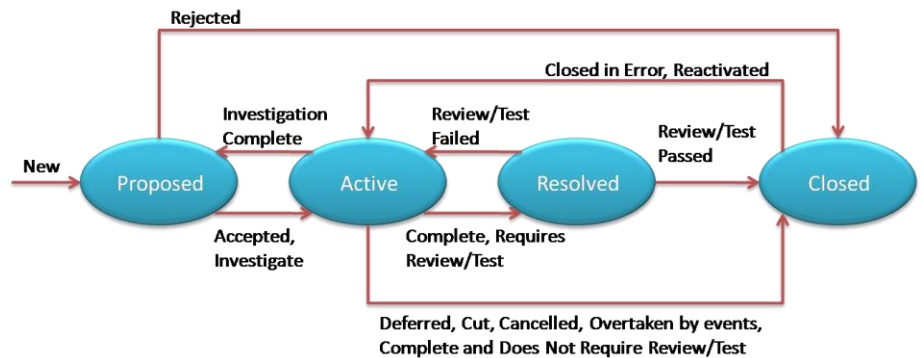 Rejected
Closed in Error, Reactivated
Investigation
Complete
Review/Test
Failed
Review/Test
Passed
New
Proposed
Active
Resolved
Closed
Accepted,
Investigate
Complete, Requires
Review/Test
Deferred, Cut, Cancelled, Overtaken by events,
Complete and Does Not Require Review/Test